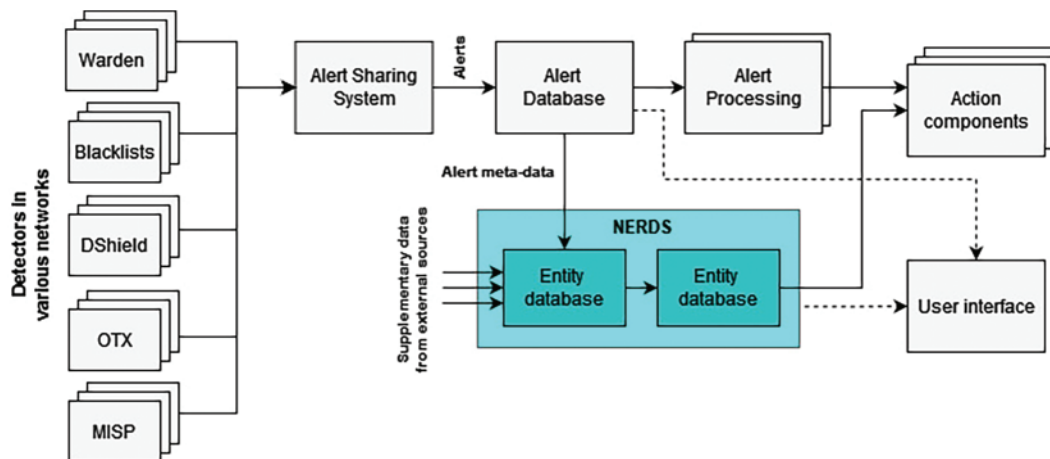 Detectors in
various networks
Warden
Blacklists
DShield
OTX
MISP
Alert Sharing
System
Alerts
Alert
Database
Alert
Processing
Action
components
Alert meta-data
Supplementary data
from external sources
NERDS
Entity
database
Entity
database
User interface